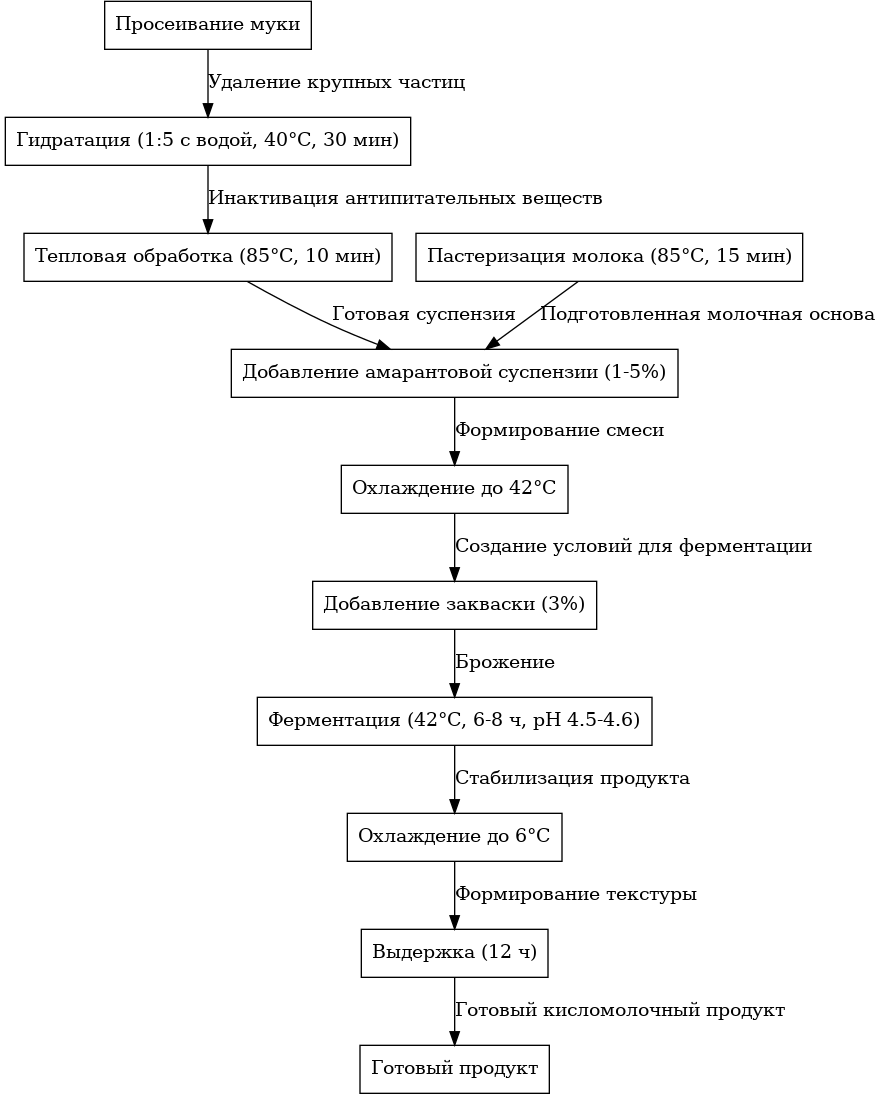 Просеивание муки
Удаление крупных частиц
Гидратация (1:5 с водой, 40°C, 30 мин)
Инактивация антипитательных веществ
Тепловая обработка (85°C, 10 мин)
Пастеризация молока (85°C, 15 мин)
Готовая суспензия
Подготовленная молочная основа
Добавление амарантовой суспензии (1-5%)
Формирование смеси
Охлаждение до 42°C
Создание условий для ферментации
Добавление закваски (3%)
Брожение
Ферментация (42°C, 6-8 ч, pH 4.5-4.6)
Стабилизация продукта
Охлаждение до 6°C
Формирование текстуры
Выдержка (12 ч)
Готовый кисломолочный продукт
Готовый продукт